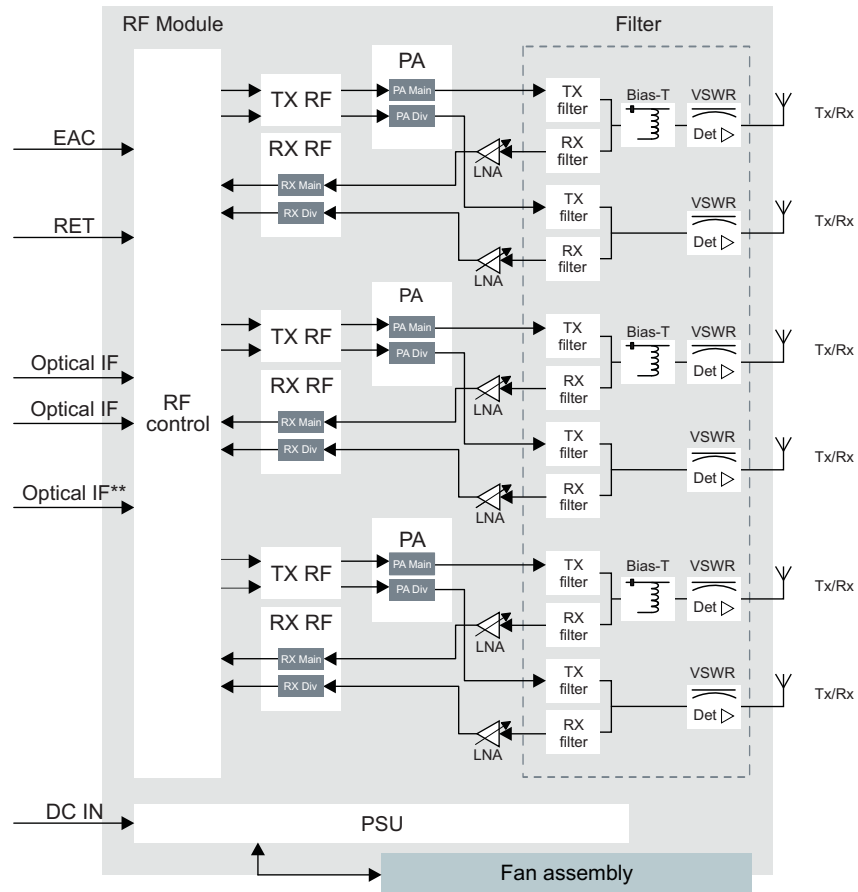 RF Module
Filter
PA
PA Main
PA Div
TX RF
TX
filter
Bias-T
VSWR
Det
Tx/Rx
EAC
RX RF
RX Main
RX Div
LNA
RX
filter
RET
TX
filter
VSWR
Det
Tx/Rx
RX
filter
LNA
PA
PA Main
PA Div
TX RF
TX
filter
Bias-T
VSWR
Det
Tx/Rx
Optical IF
RX RF
RX Main
RX Div
LNA
RX
filter
Optical IF
RF
control
TX
filter
VSWR
Det
Tx/Rx
Optical IF**
RX
filter
LNA
PA
PA Main
PA Div
TX RF
TX
filter
Bias-T
VSWR
Det
Tx/Rx
RX RF
RX Main
RX Div
LNA
RX
filter
TX
filter
VSWR
Det
Tx/Rx
RX
filter
LNA
DC IN
PSU
Fan assembly